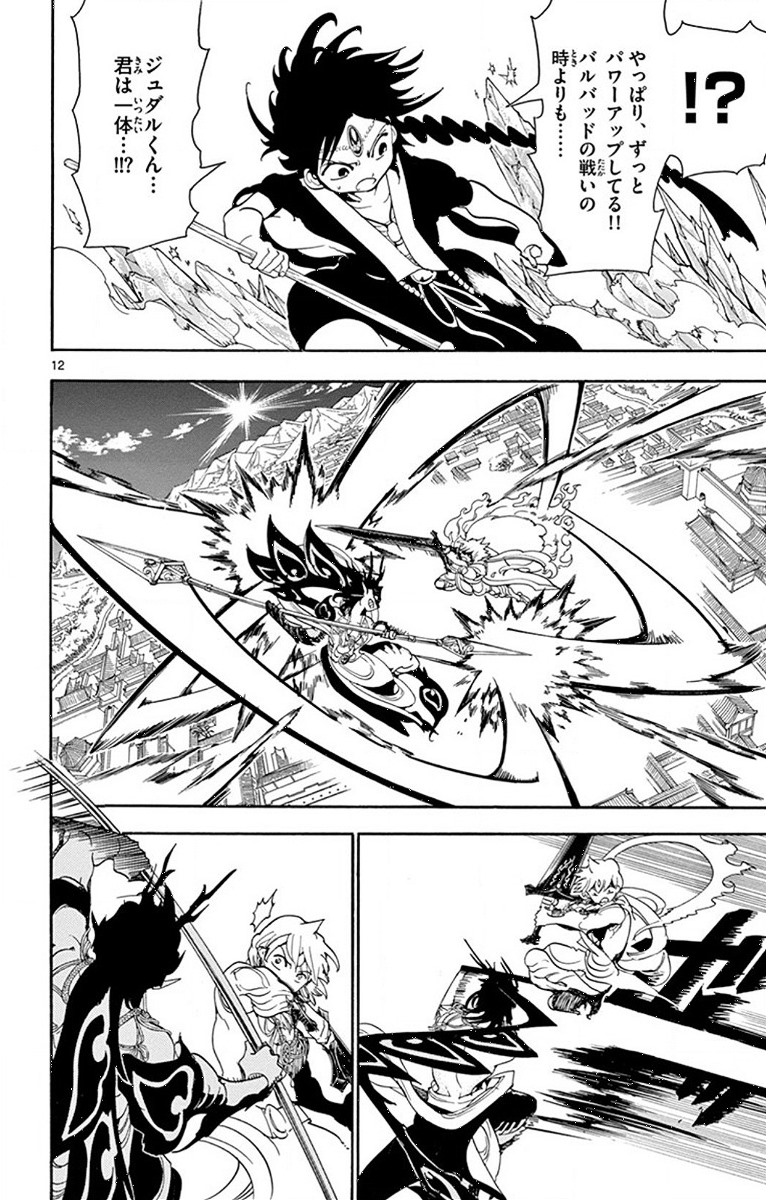 !?
やっぱり、ずっと
パワーアップしてる!!
バルバッドの戦いの
時よりも……
ジュダルくん…
君は一体…!!?
12